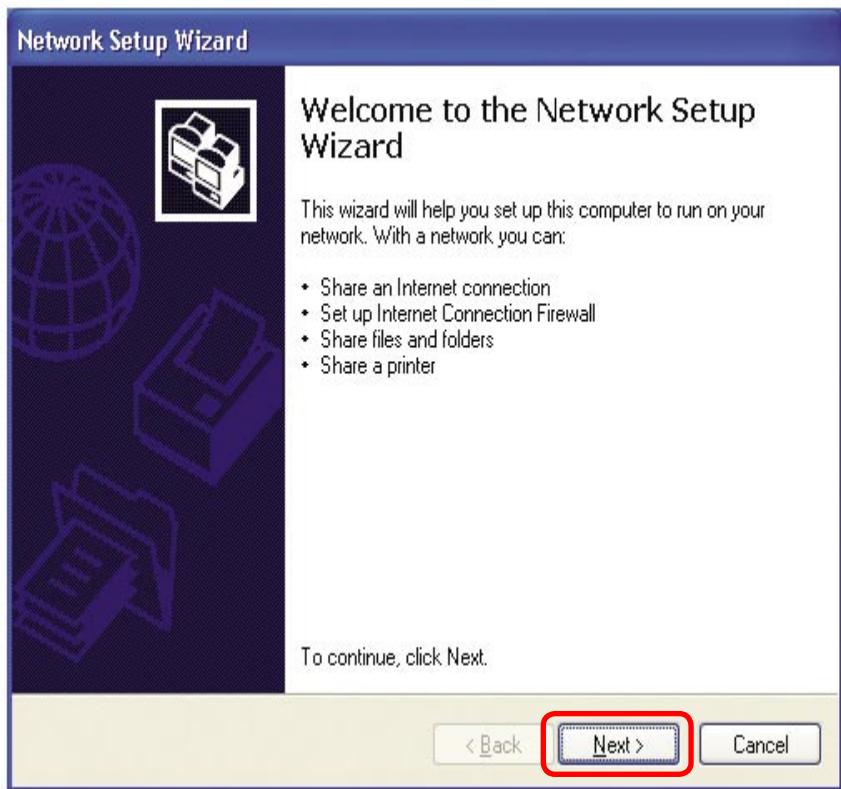 Network Setup Wizard
Welcome to the Network Setup
Wizard
This wizard will help you set up this computer to run on your
network. With a network you can:
• Share an Internet connection
• Set up Internet Connection Firewall
• Share files and folders
• Share a printer
To continue, click Next.
< Back Next > Cancel